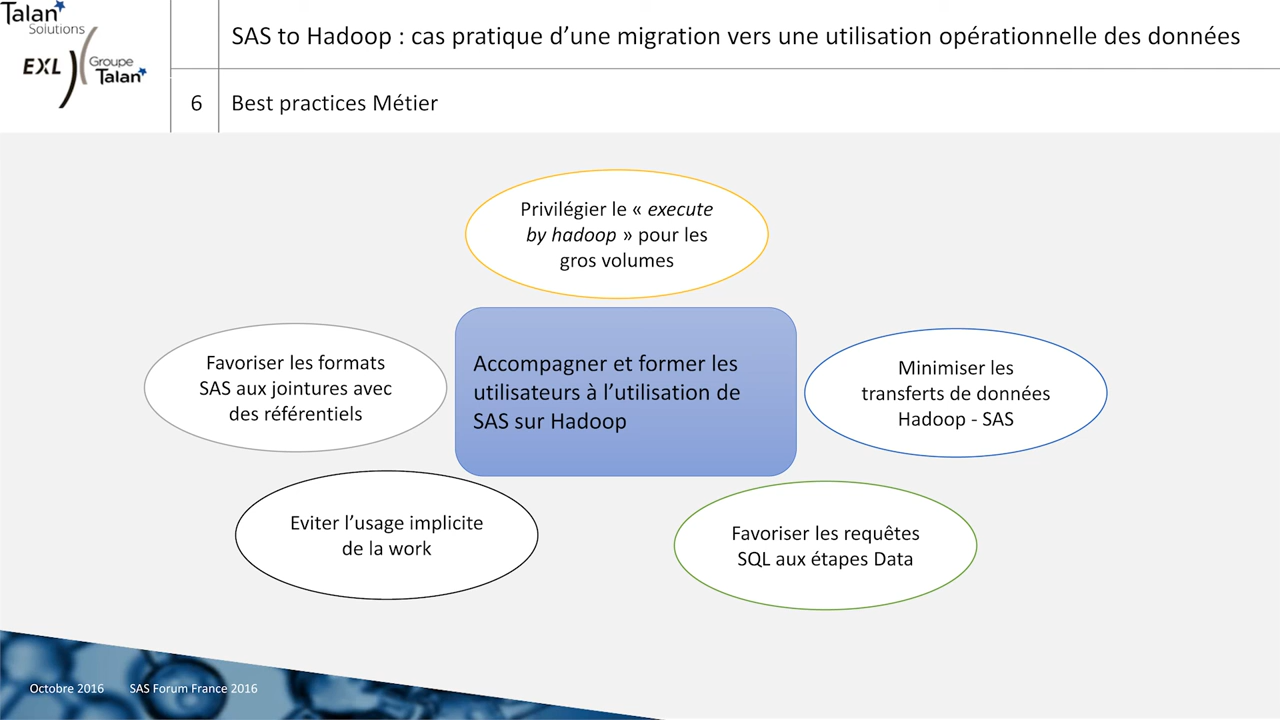 Talan
Solutions
EXL
Groupe
Talan
SAS to Hadoop : cas pratique d’une migration vers une utilisation opérationnelle des données
6
Best practices Métier
Privilégier le « execute
by hadoop » pour les
gros volumes
Favoriser les formats
SAS aux jointures avec
des référentiels
Accompagner et former les
utilisateurs à l’utilisation de
SAS sur Hadoop
Minimiser les
transferts de données
Hadoop - SAS
Eviter l’usage implicite
de la work
Favoriser les requêtes
SQL aux étapes Data
Octobre 2016
SAS Forum France 2016